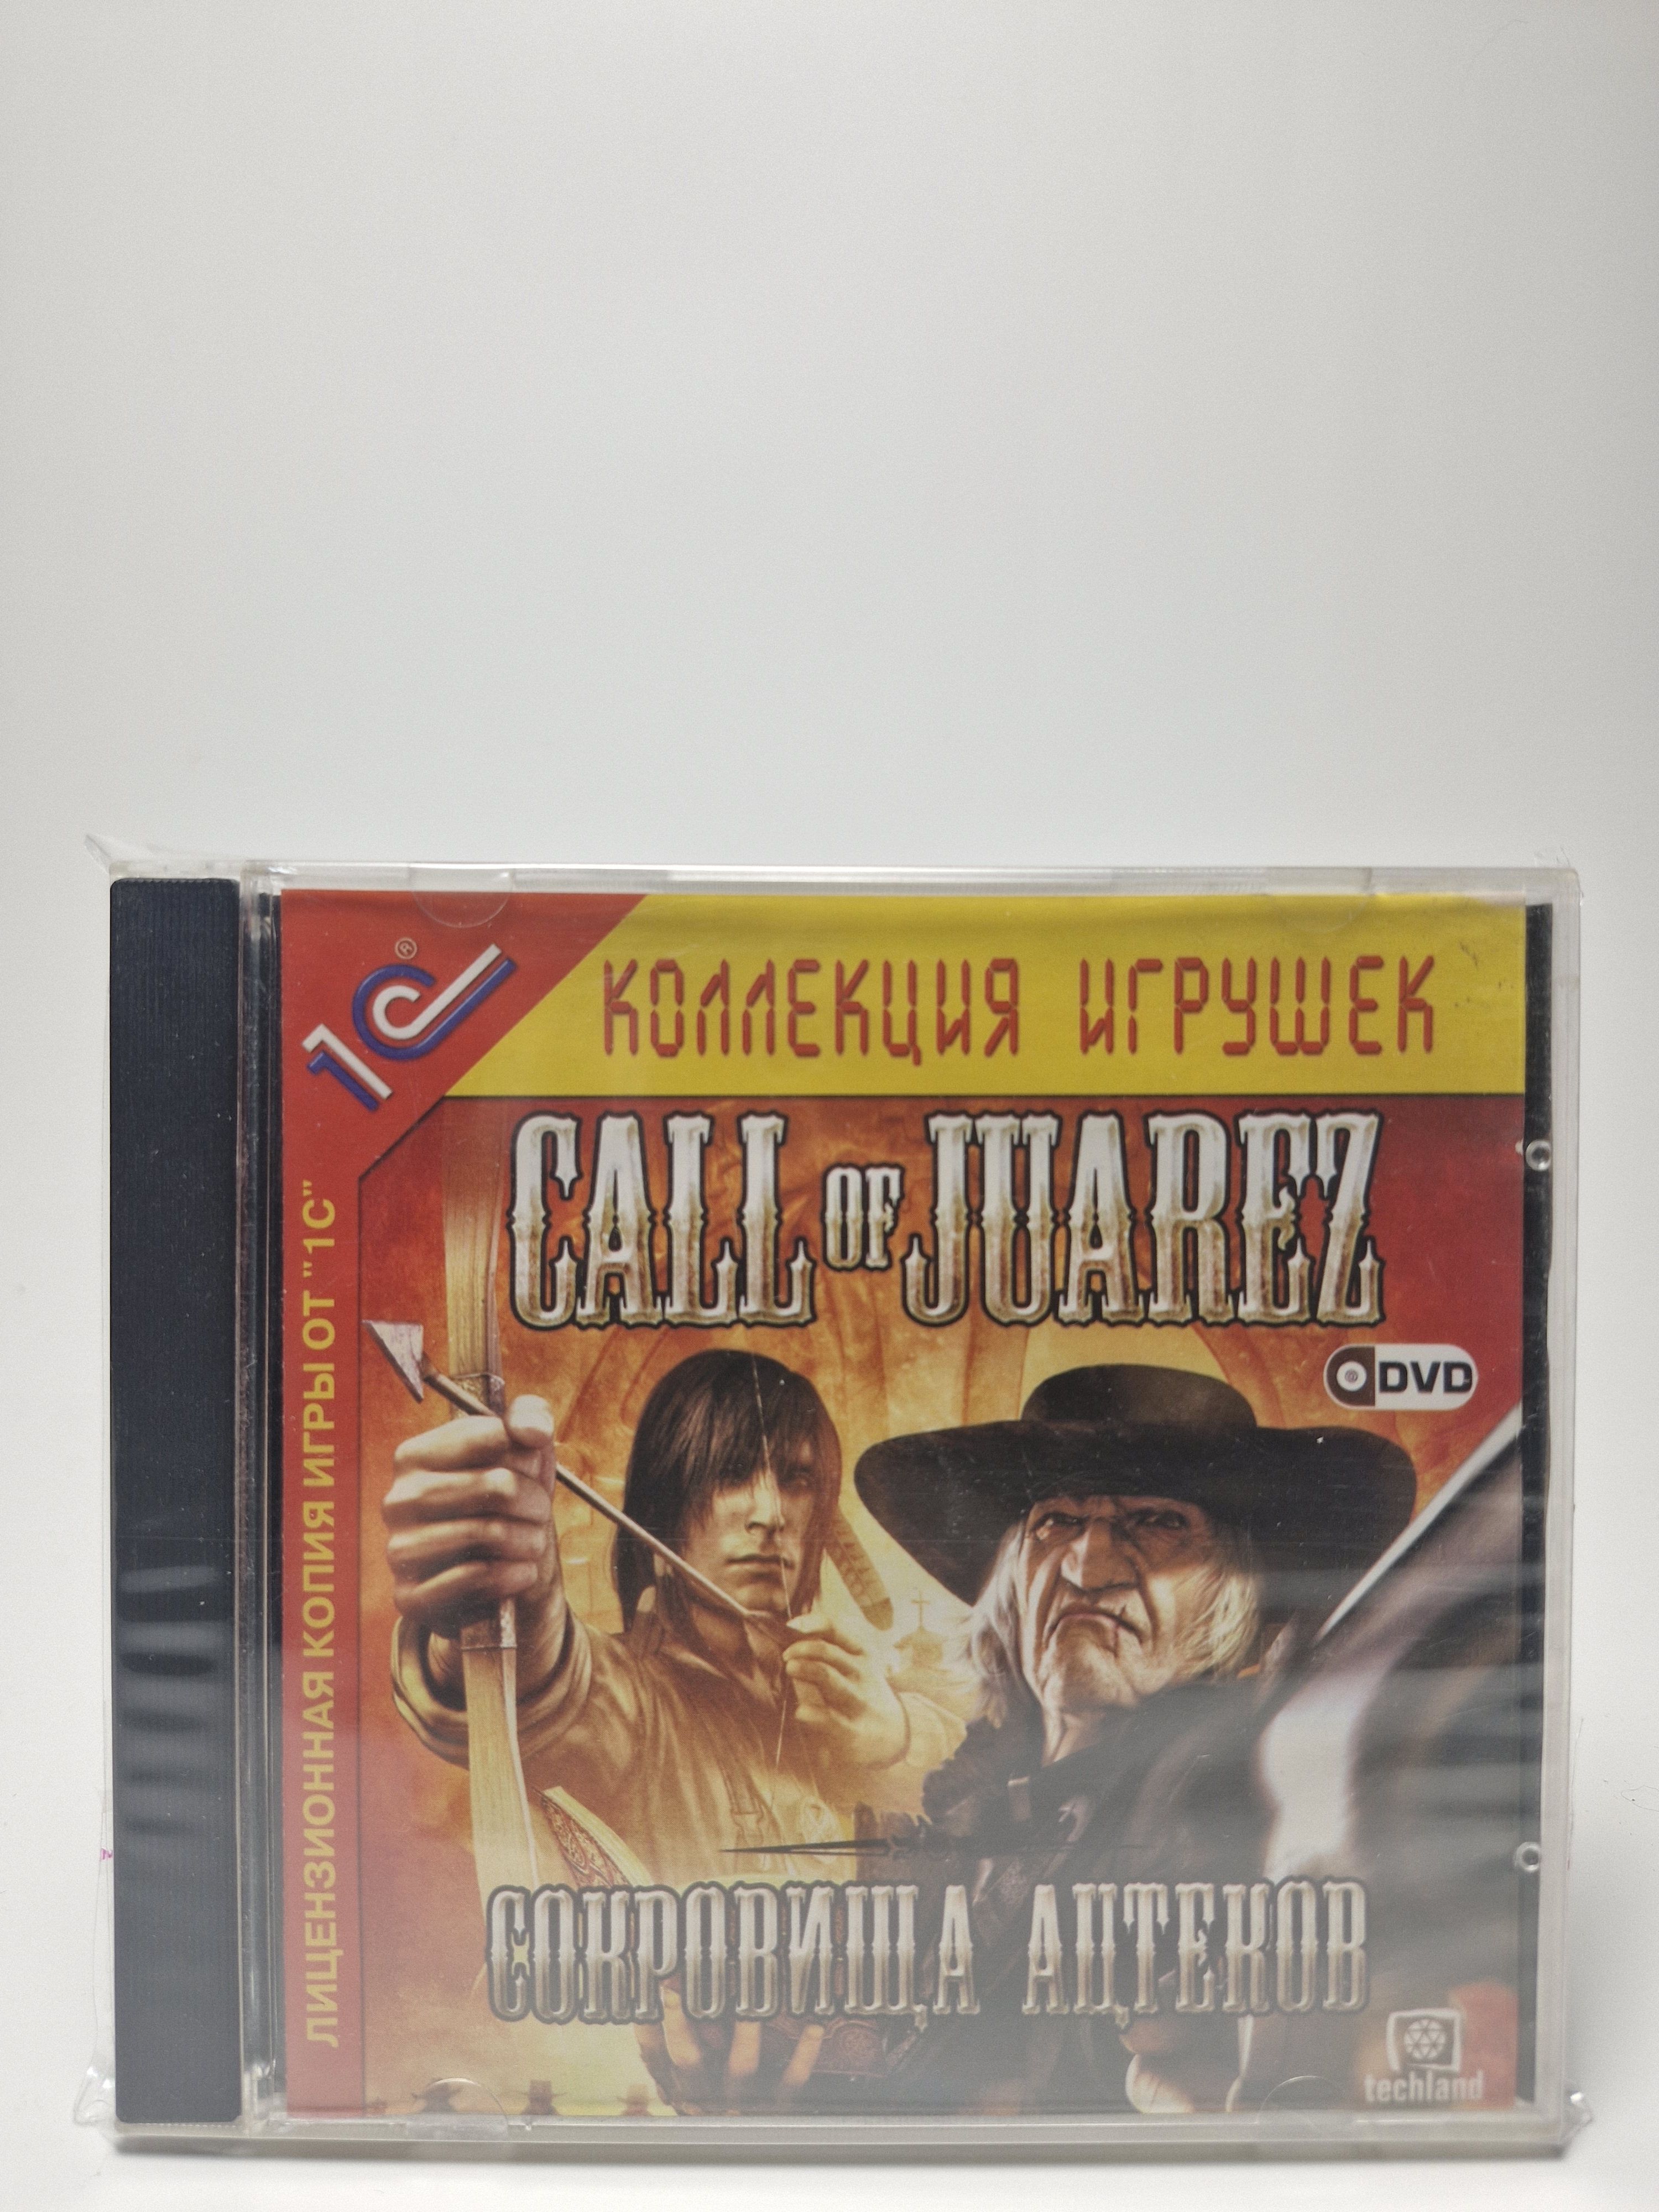 1С®
КОЛЛЕКЦИЯ ИГРУШЕК
ЛИЦЕНЗИОННАЯ КОПИЯ ИГРЫ ОТ "1С"
CALL OF JUAREZ
DVD
СОКРОВИЩА АЦТЕКОВ
techland